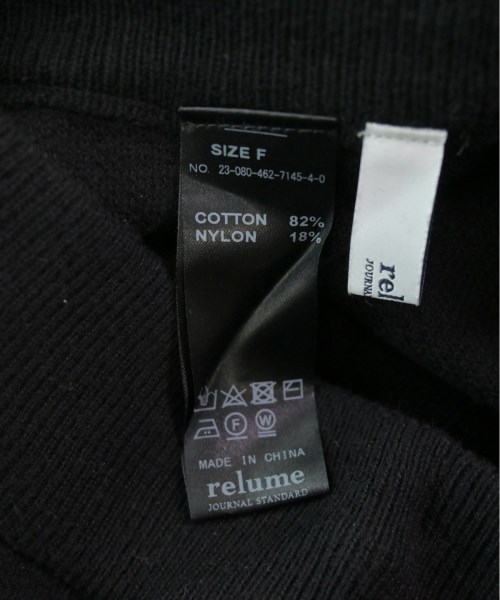 SIZE F
NO. 23-080-462-7145-4-0
COTTON 82%
NYLON 18%
F W
MADE IN CHINA
relume
JOURNAL STANDARD
rel
JOURNA